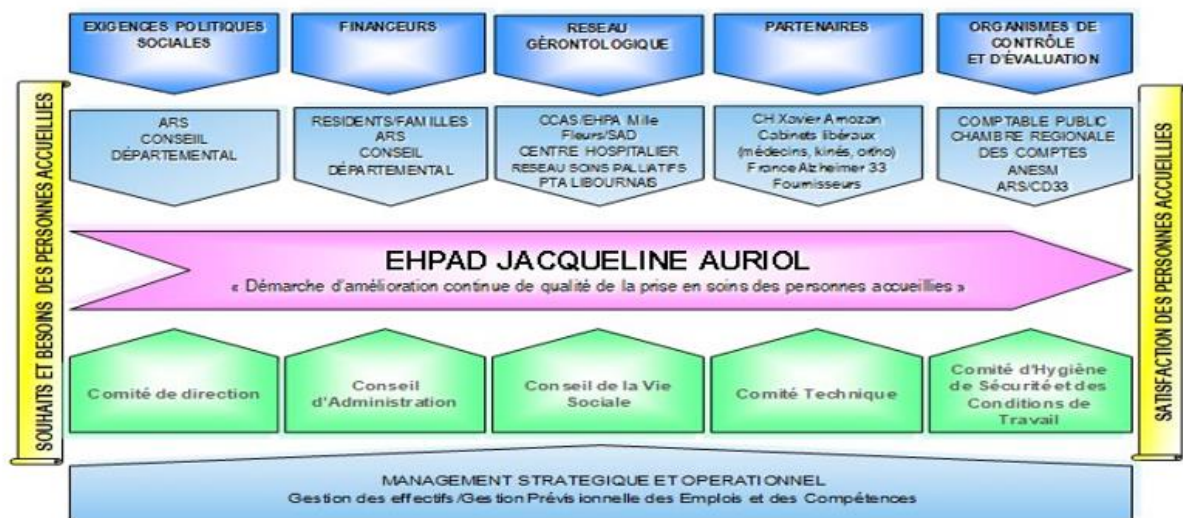 EXIGENCES POLITIQUES
SOCIALES
FINANCEURS
RESEAU
GÉRONTOLOGIQUE
PARTENAIRES
ORGANISMES DE
CONTRÔLE
ET D'ÉVALUATION
SOUHAITS ET BESOINS DES PERSONNES ACCUEILLIES
ARS
CONSEIIL
DÉPARTEMENTAL
RESIDENTS/FAMILLES
ARS
CONSEIL
DÉPARTEMENTAL
CCAS/EHPA Mille
Fleurs/SAD
CENTRE HOSPITALIER
RESEAU SOINS PALLIATIFS
PTA LIBOURNAIS
CH Xavier Arnozan
Cabinets libéraux
(médecins, kinés, ortho)
France Alzheimer 33
Fournisseurs
COMPTABLE PUBLIC
CHAMBRE REGIONALE
DES COMPTES
ANESM
ARS/CD33
SATISFACTION DES PERSONNES ACCUEILLIES
EHPAD JACQUELINE AURIOL
« Démarche d'amélioration continue de qualité de la prise en soins des personnes accueillies »
Comité de direction
Conseil
d'Administration
Conseil de la Vie
Sociale
Comité Technique
Comité d'Hygiène
de Sécurité et des
Conditions de
Travail
MANAGEMENT STRATEGIQUE ET OPERATIONNEL
Gestion des effectifs /Gestion Prévisionnelle des Emplois et des Compétences